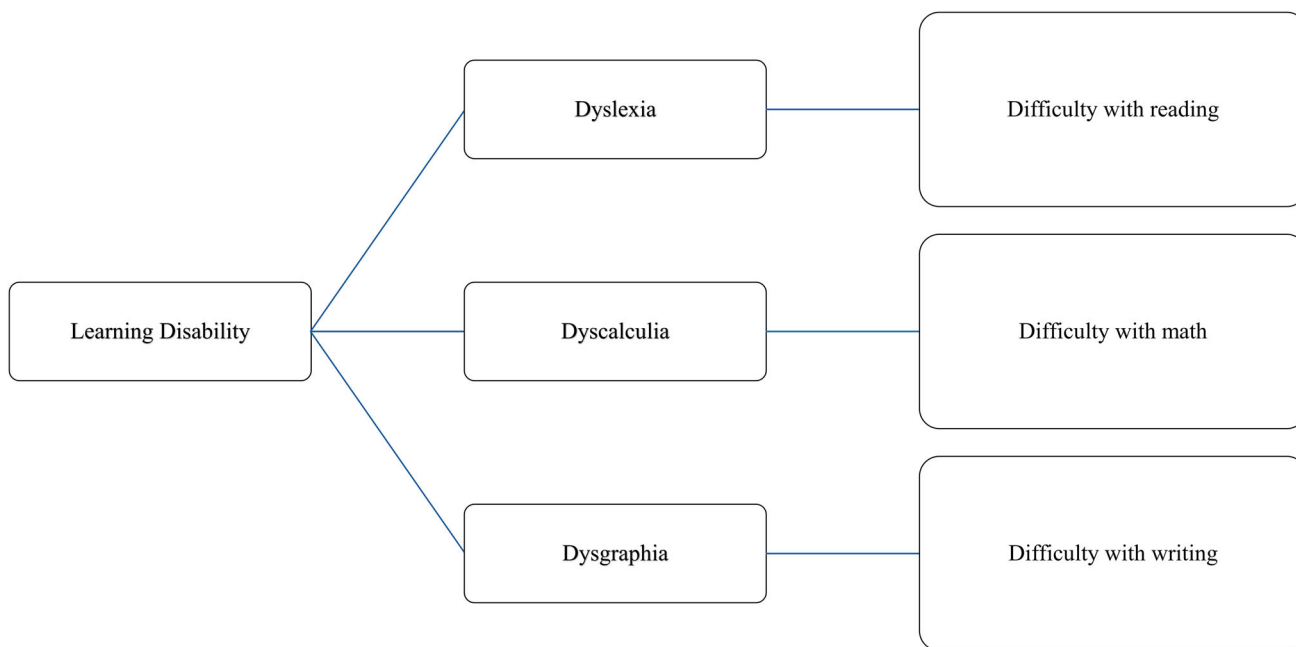 Dyslexia
Difficulty with reading
Learning Disability
Dyscalculia
Difficulty with math
Dysgraphia
Difficulty with writing